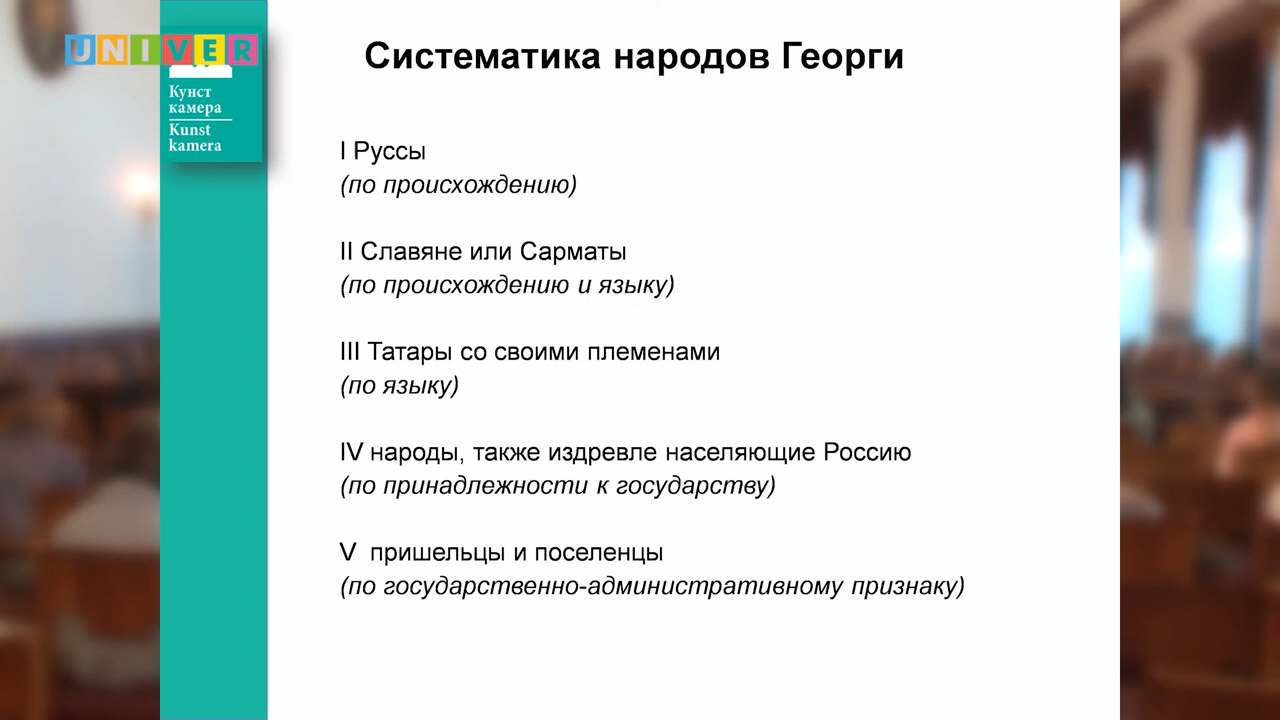 UNIVER
Кунст
камера
Kunst
kamera
Систематика народов Георги
I Руссы
(по происхождению)
II Славяне или Сарматы
(по происхождению и языку)
III Татары со своими племенами
(по языку)
IV народы, также издревле населяющие Россию
(по принадлежности к государству)
V пришельцы и поселенцы
(по государственно-административному признаку)